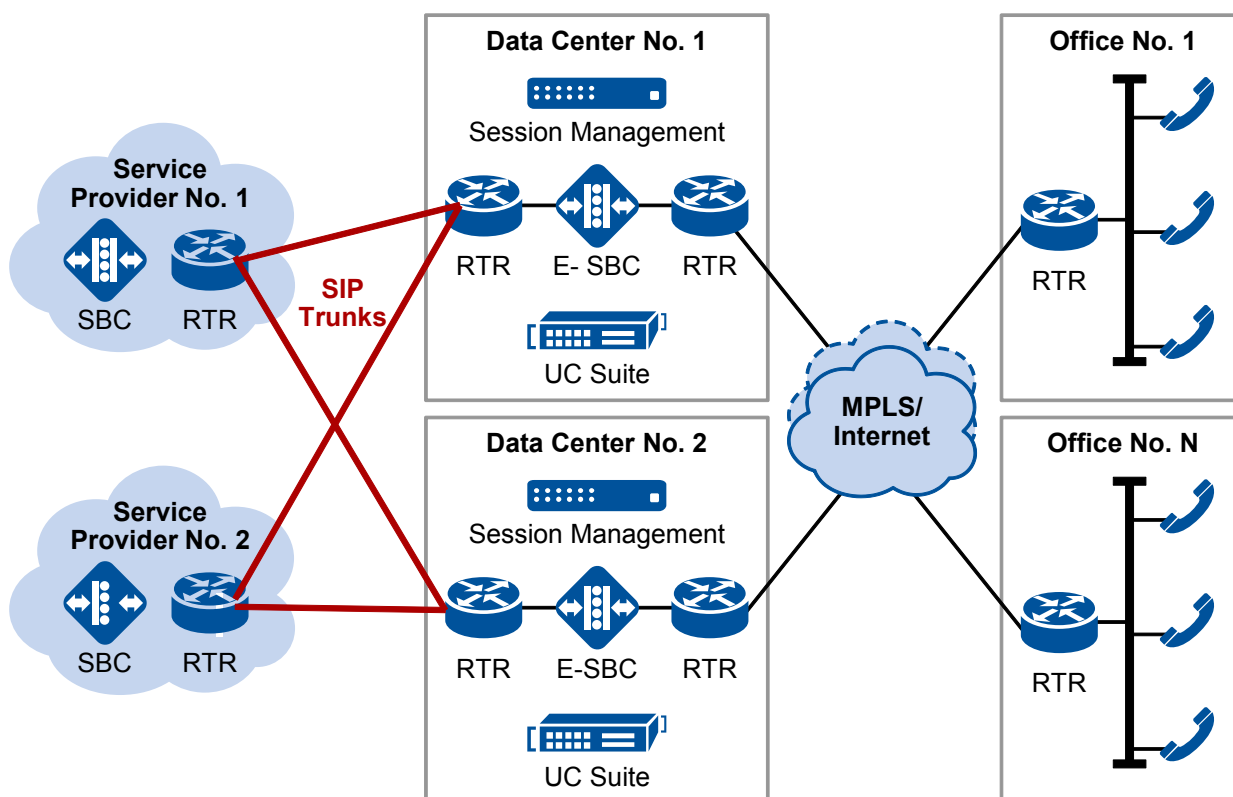 Data Center No. 1
Session Management
RTR
E- SBC
RTR
UC Suite
Office No. 1
RTR
Service
Provider No. 1
SBC
RTR
SIP
Trunks
MPLS/
Internet
Data Center No. 2
Session Management
RTR
E-SBC
RTR
UC Suite
Office No. N
RTR
Service
Provider No. 2
SBC
RTR